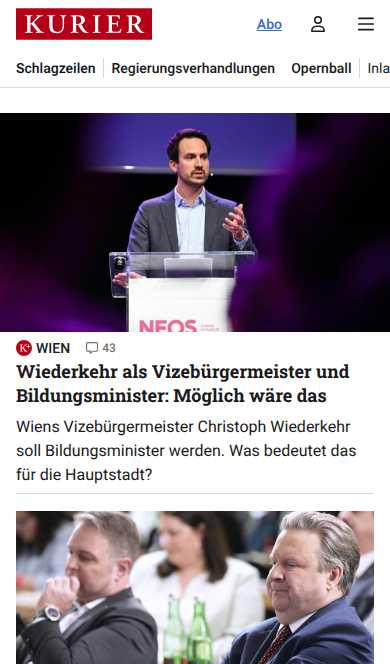 KURIER
Abo
Schlagzeilen
Regierungsverhandlungen
Opernball
Inla
NEOS
K+ WIEN 43
Wiederkehr als Vizebürgermeister und
Bildungsminister: Möglich wäre das
Wiens Vizebürgermeister Christoph Wiederkehr
soll Bildungsminister werden. Was bedeutet das
für die Hauptstadt?